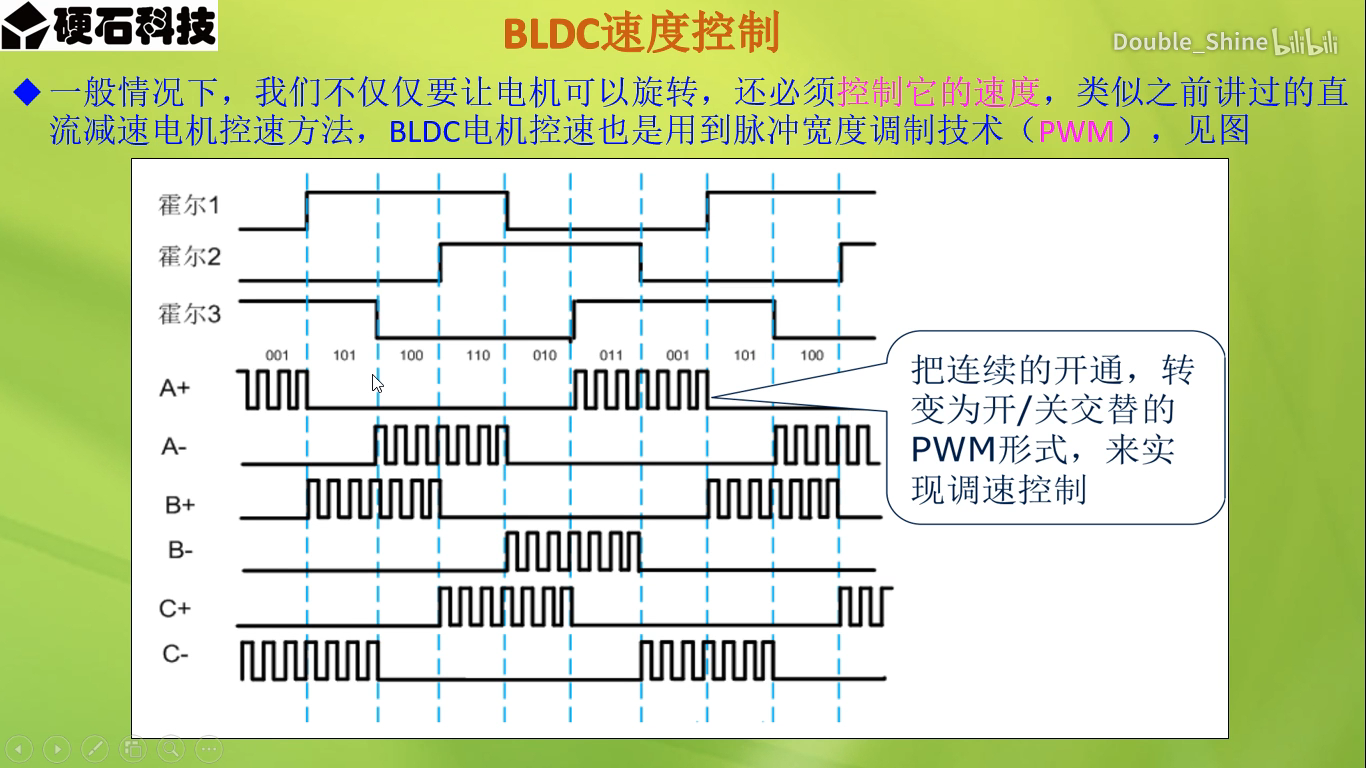 硬石科技
BLDC速度控制
Double_Shine bilibili
一般情况下，我们不仅仅要让电机可以旋转，还必须控制它的速度，类似之前讲过的直
流减速电机控速方法，BLDC电机控速也是用到脉冲宽度调制技术（PWM），见图
霍尔1
霍尔2
霍尔3
001 101 100 110 010 011 001 101 100
A+
A-
B+
B-
C+
C-
把连续的开通，转
变为开/关交替的
PWM形式，来实
现调速控制